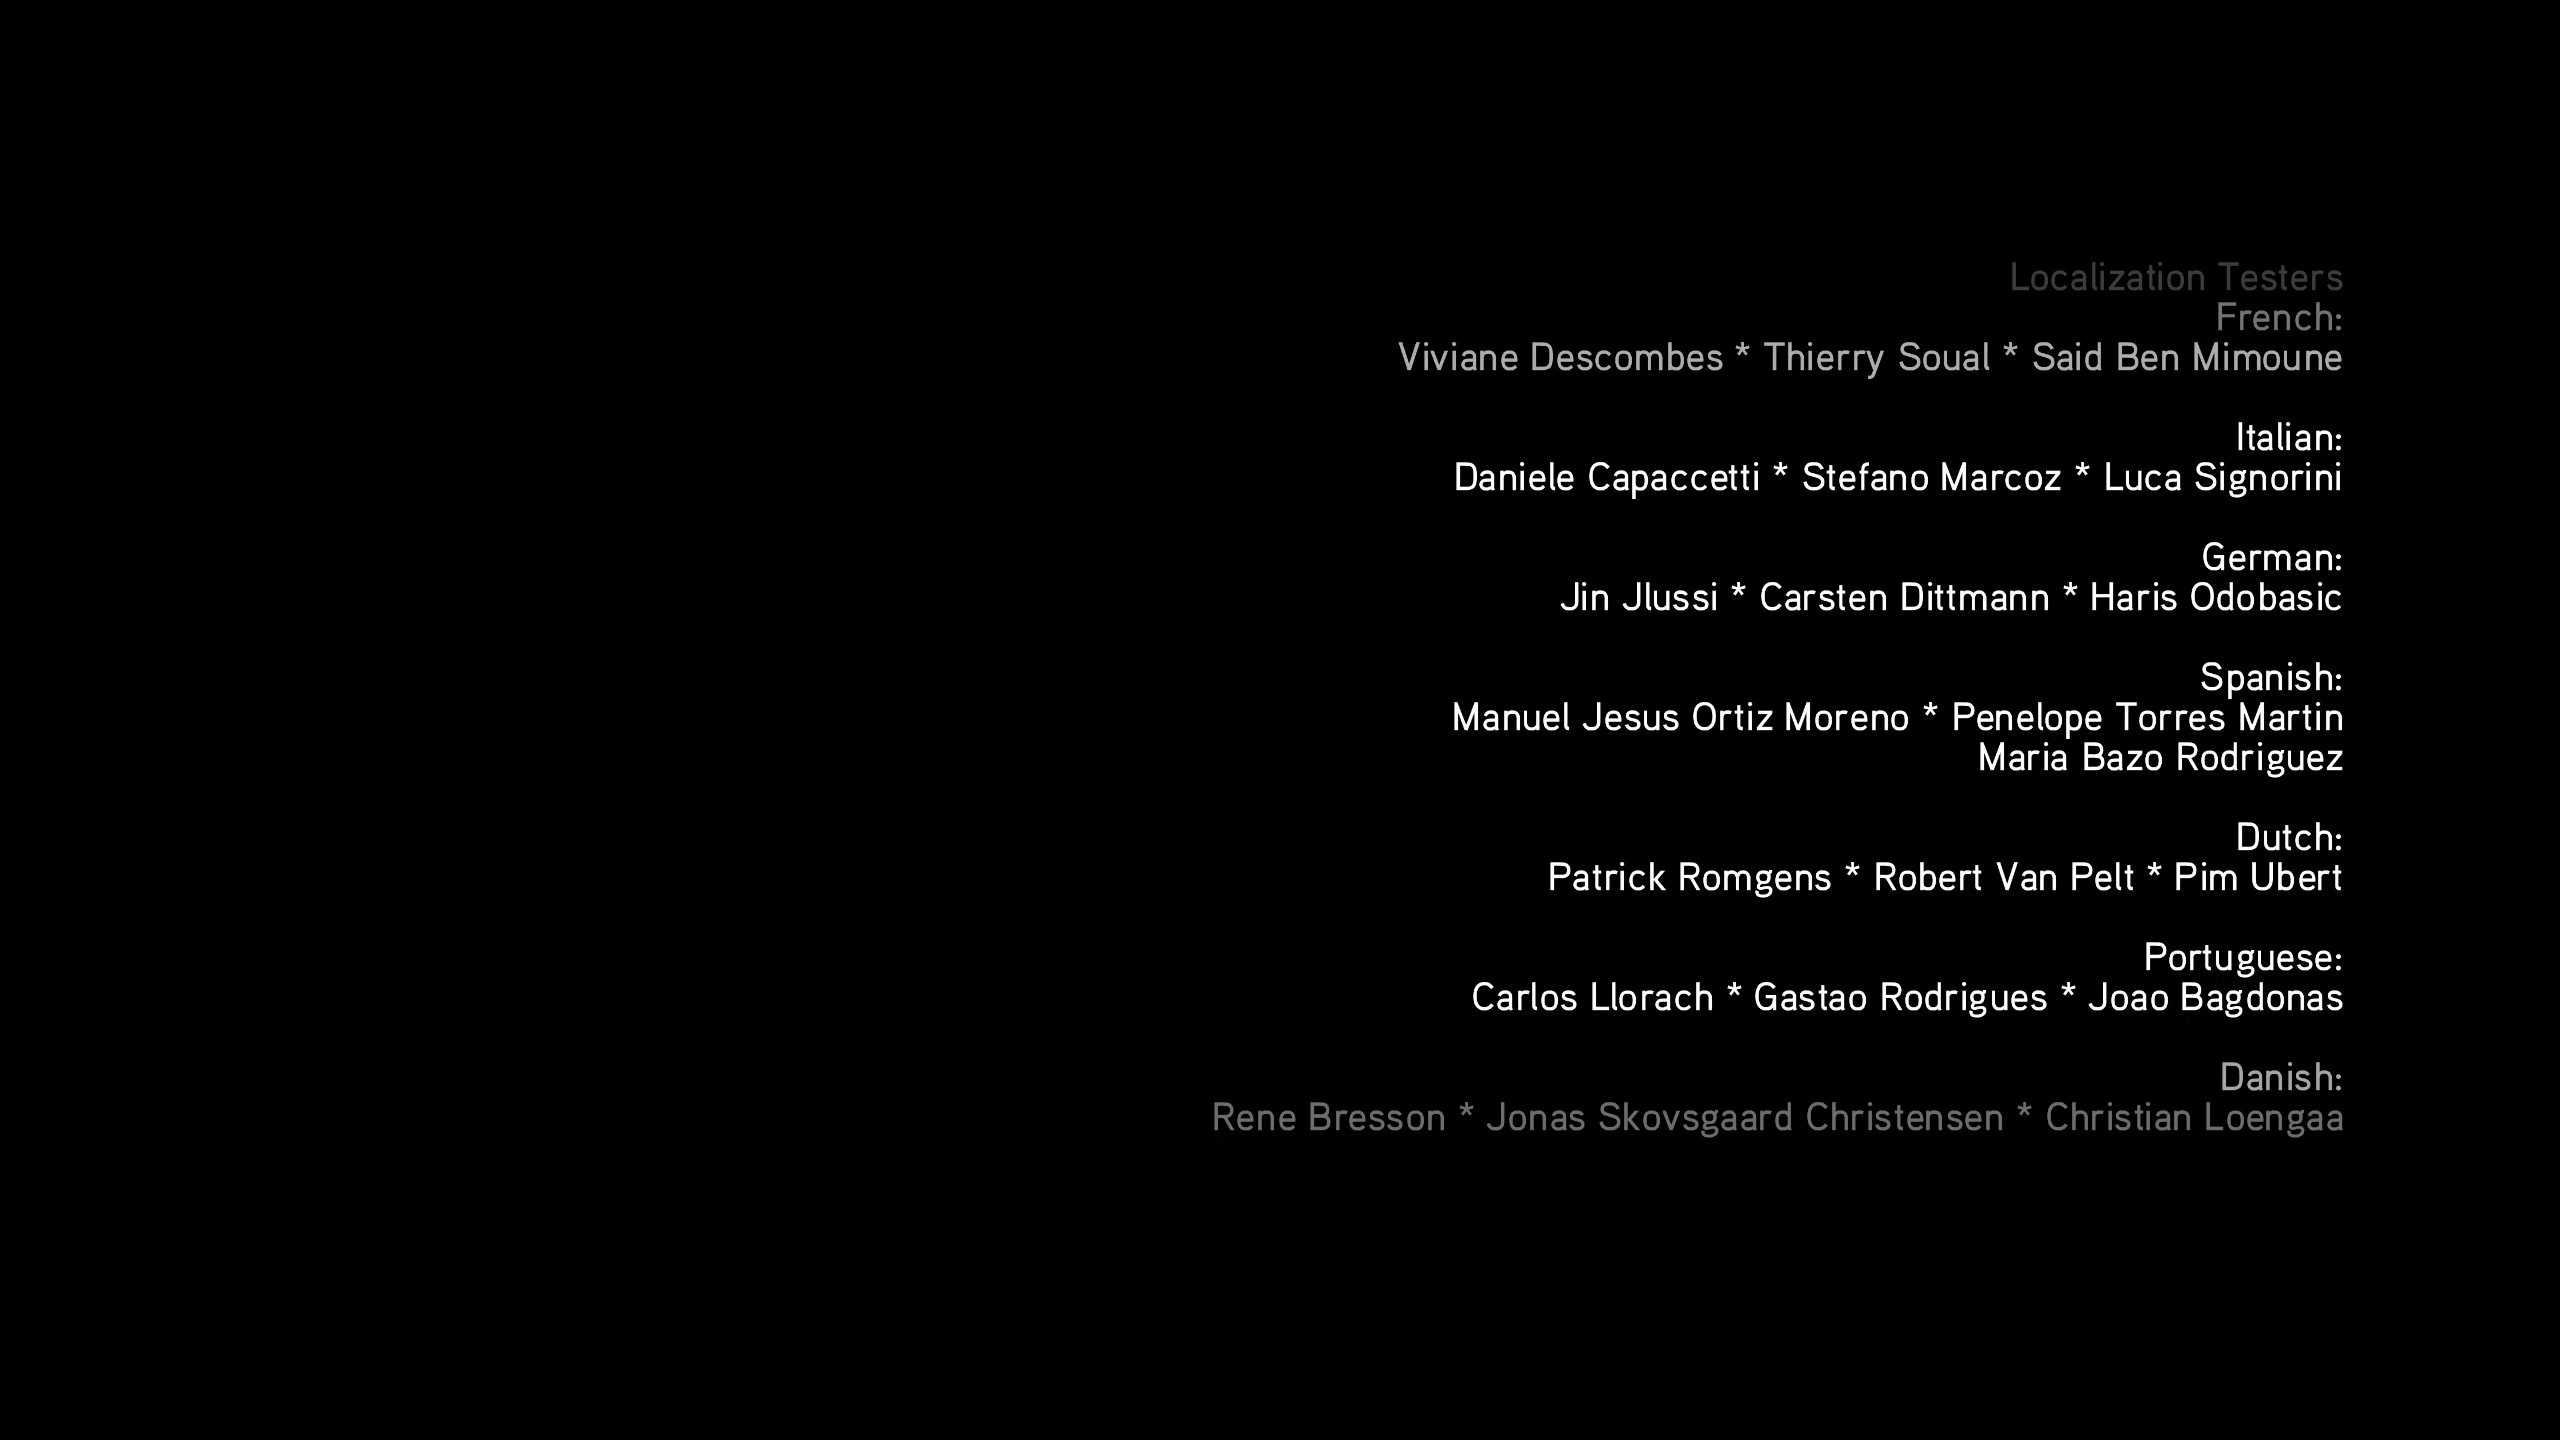 Localization Testers
French:
Viviane Descombes * Thierry Soual * Said Ben Mimoune
Italian:
Daniele Capaccetti * Stefano Marcoz * Luca Signorini
German:
Jin Jlussi * Carsten Dittmann * Haris Odobasic
Spanish:
Manuel Jesus Ortiz Moreno * Penelope Torres Martin
Maria Bazo Rodriguez
Dutch:
Patrick Romgens * Robert Van Pelt * Pim Ubert
Portuguese:
Carlos Llorach * Gastao Rodrigues * Joao Bagdonas
Danish:
Rene Bresson * Jonas Skovsgaard Christensen * Christian Loengaa